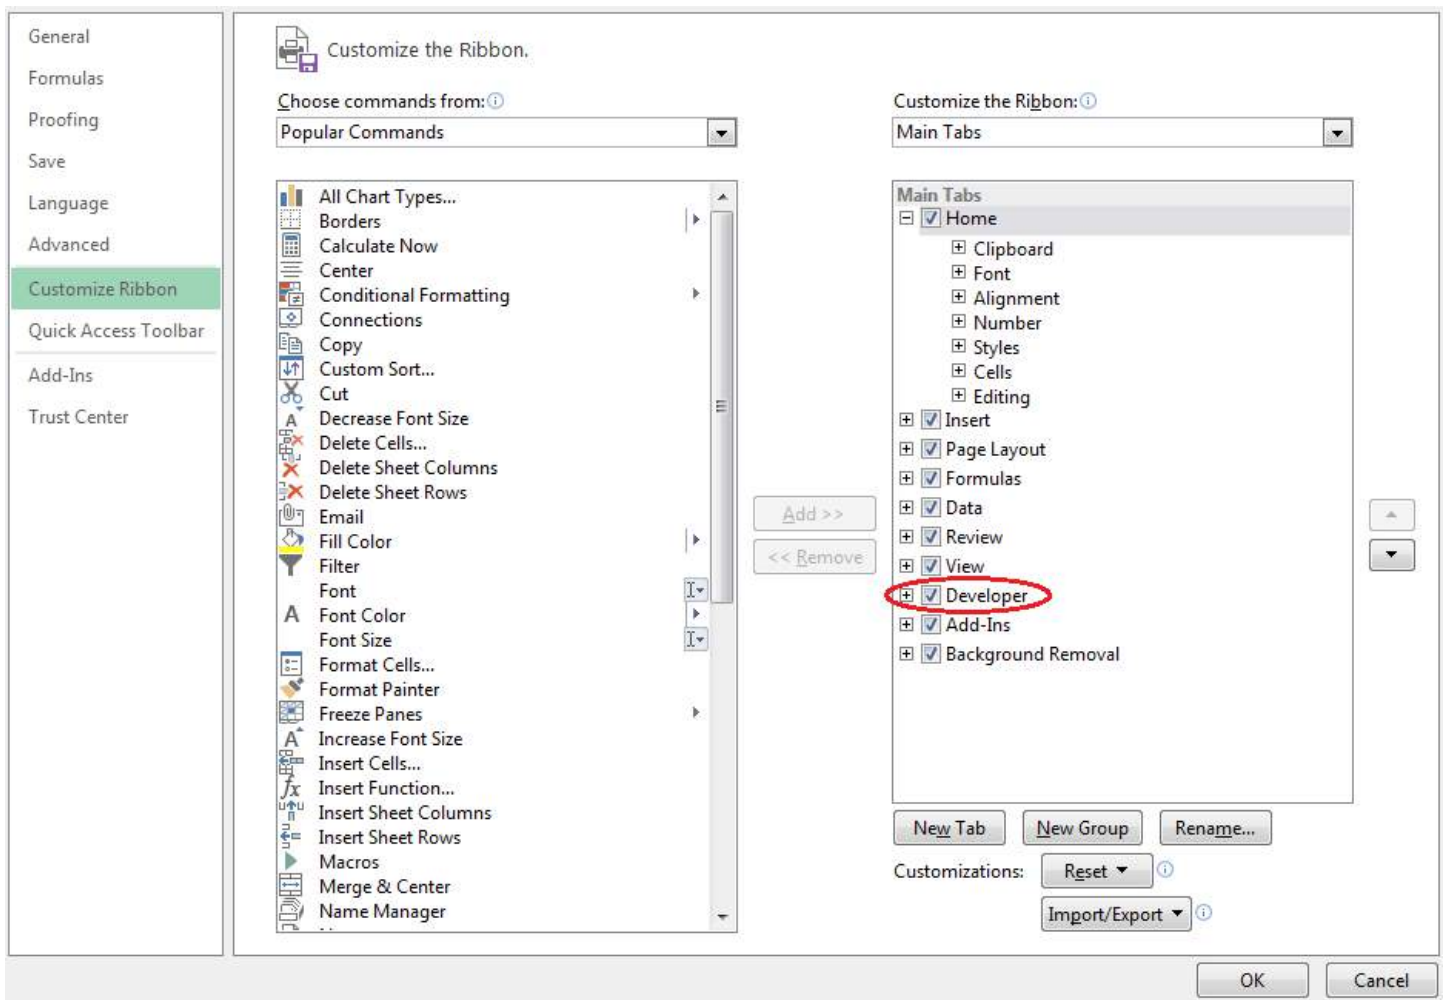 General
Formulas
Proofing
Save
Language
Advanced
Customize Ribbon
Quick Access Toolbar
Add-Ins
Trust Center
Customize the Ribbon.
Choose commands from:
Popular Commands
All Chart Types...
Borders
Calculate Now
Center
Conditional Formatting
Connections
Copy
Custom Sort...
Cut
Decrease Font Size
Delete Cells...
Delete Sheet Columns
Delete Sheet Rows
Email
Fill Color
Filter
Font
Font Color
Font Size
Format Cells...
Format Painter
Freeze Panes
Increase Font Size
Insert Cells...
Insert Function...
Insert Sheet Columns
Insert Sheet Rows
Macros
Merge & Center
Name Manager
Add >>
<< Remove
Customize the Ribbon:
Main Tabs
Main Tabs
Home
Clipboard
Font
Alignment
Number
Styles
Cells
Editing
Insert
Page Layout
Formulas
Data
Review
View
Developer
Add-Ins
Background Removal
New Tab New Group Rename...
Customizations: Reset
Import/Export
OK Cancel